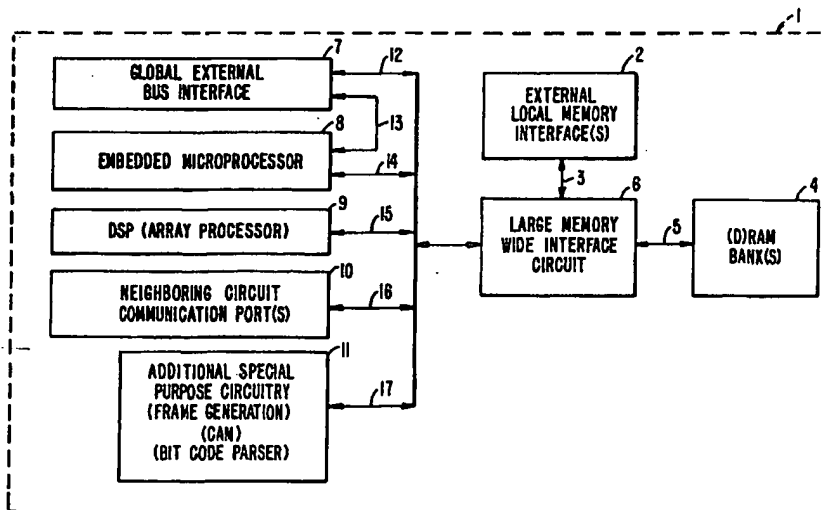 1
7
GLOBAL EXTERNAL
BUS INTERFACE
12
13
8
EMBEDDED MICROPROCESSOR
14
9
DSP (ARRAY PROCESSOR)
15
10
NEIGHBORING CIRCUIT
COMMUNICATION PORT(S)
16
11
ADDITIONAL SPECIAL
PURPOSE CIRCUITRY
(FRAME GENERATION)
(CAM)
(BIT CODE PARSER)
17
2
EXTERNAL
LOCAL MEMORY
INTERFACE(S)
3
6
LARGE MEMORY
WIDE INTERFACE
CIRCUIT
5
4
(D)RAM
BANK(S)